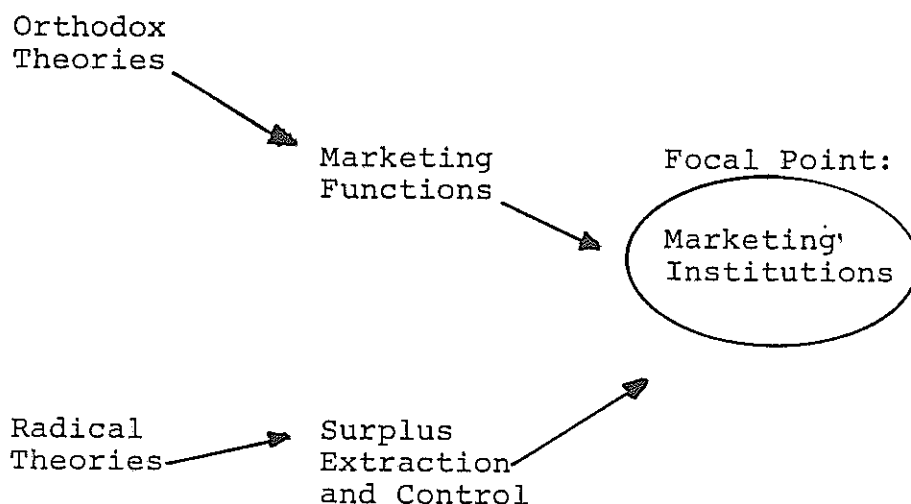 Orthodox
Theories
Marketing
Functions
Focal Point:
Marketing
Institutions
Radical
Theories
Surplus
Extraction
and Control